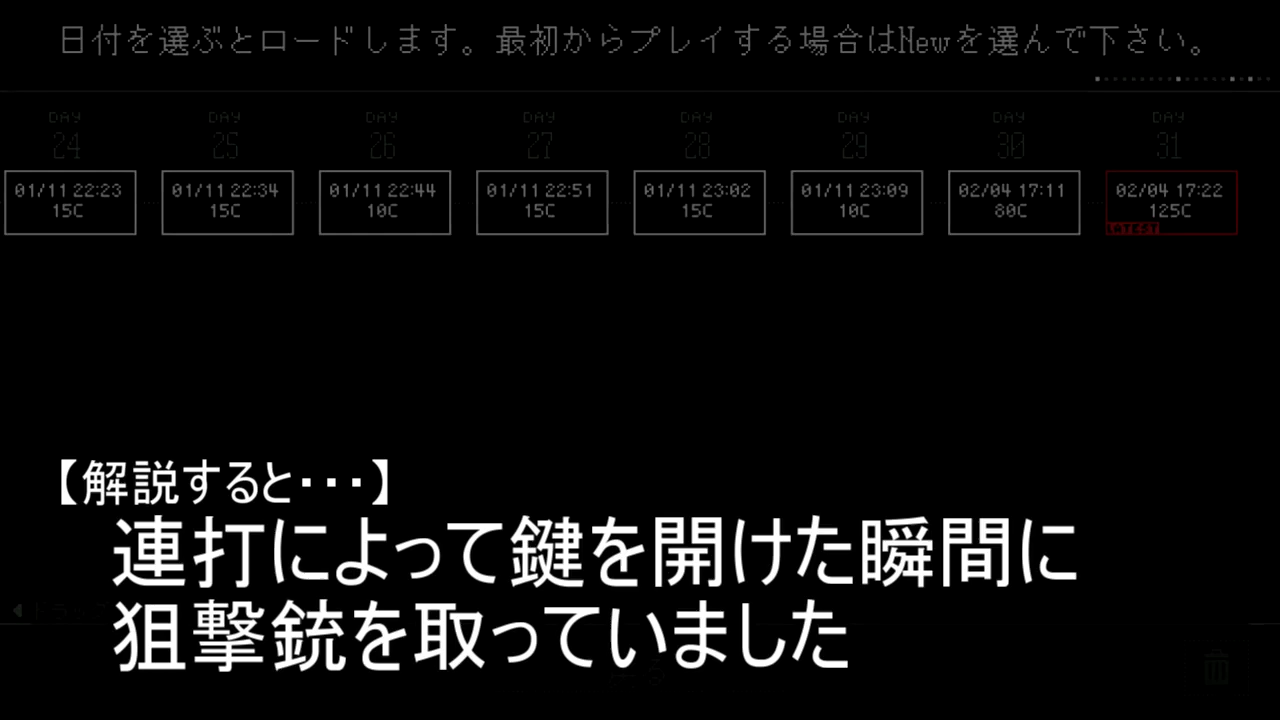 日付を選ぶとロードします。最初からプレイする場合はNewを選んで下さい。
DAY DAY DAY DAY DAY DAY DAY DAY
24 25 26 27 28 29 30 31
01/11 22:23 01/11 22:34 01/11 22:44 01/11 22:51 01/11 23:02 01/11 23:09 02/04 17:11 02/04 17:22
15C 15C 10C 15C 15C 10C 80C 125C
LATEST
【解説すると・・・】
連打によって鍵を開けた瞬間に
狙撃銃を取っていました